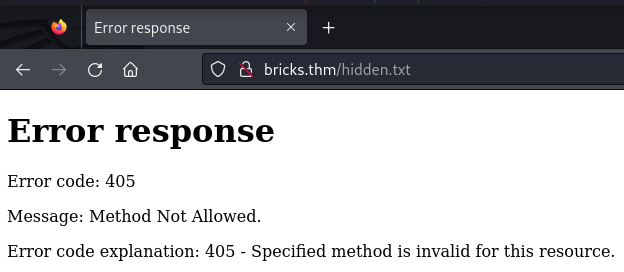 Error response
bricks.thm/hidden.txt
Error response
Error code: 405
Message: Method Not Allowed.
Error code explanation: 405 - Specified method is invalid for this resource.